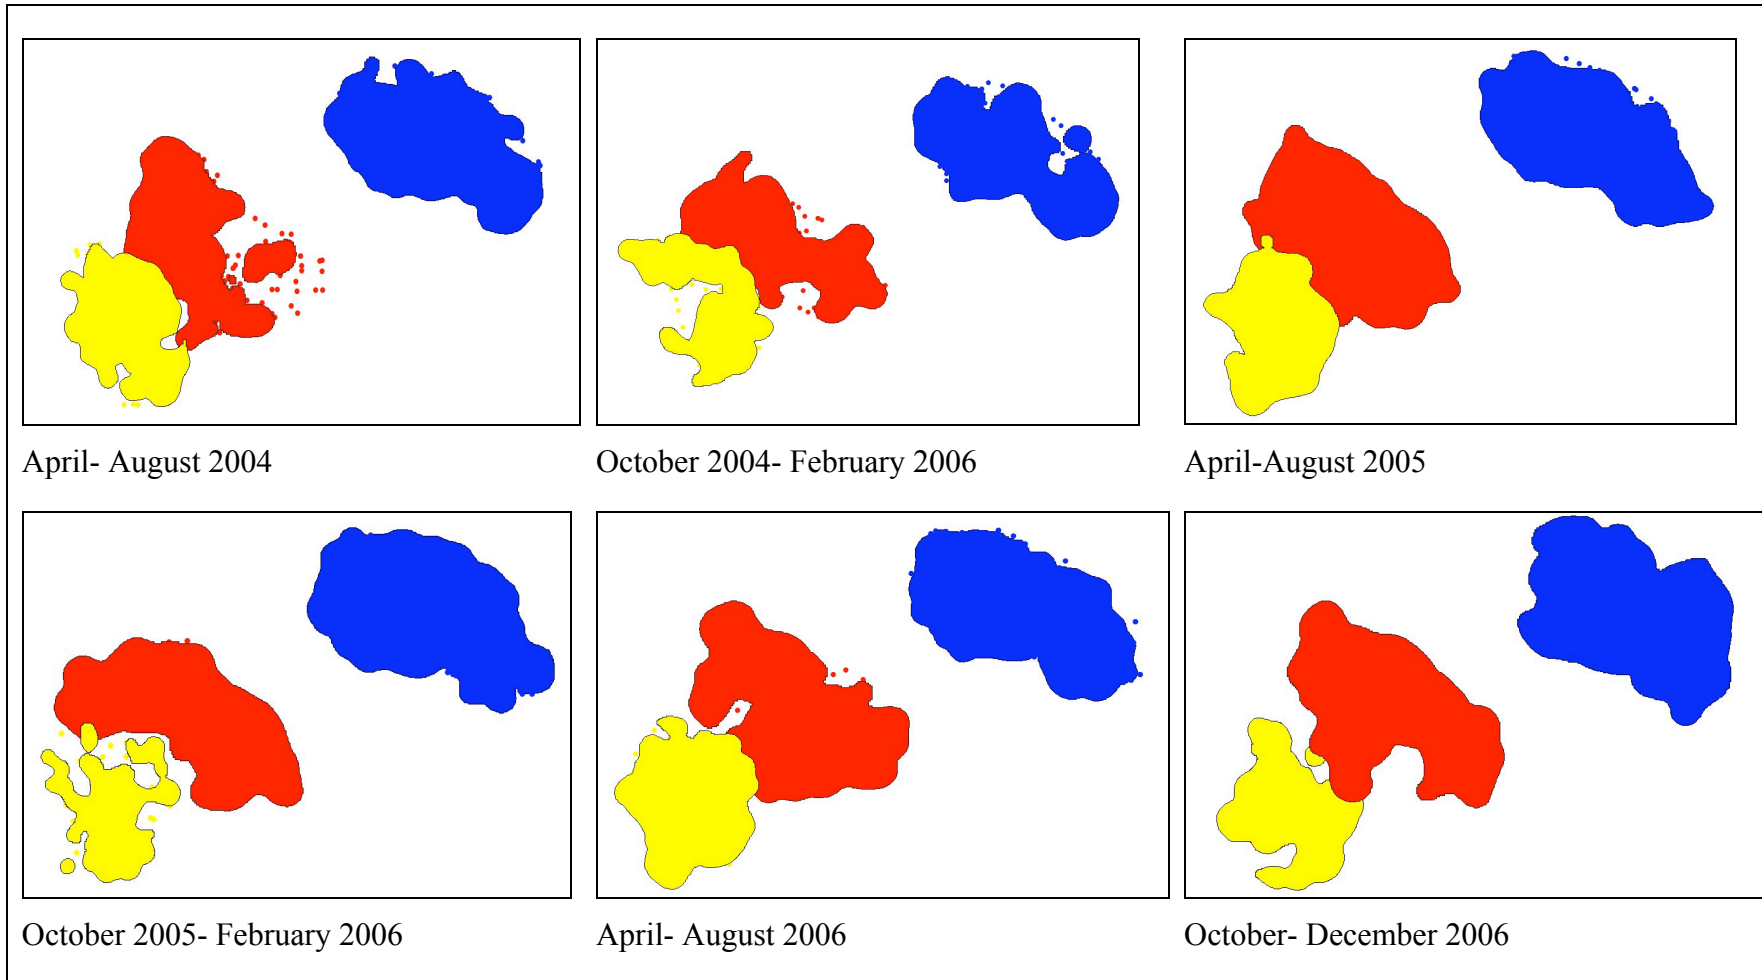 April- August 2004
October 2004- February 2006
April-August 2005
October 2005- February 2006
April- August 2006
October- December 2006